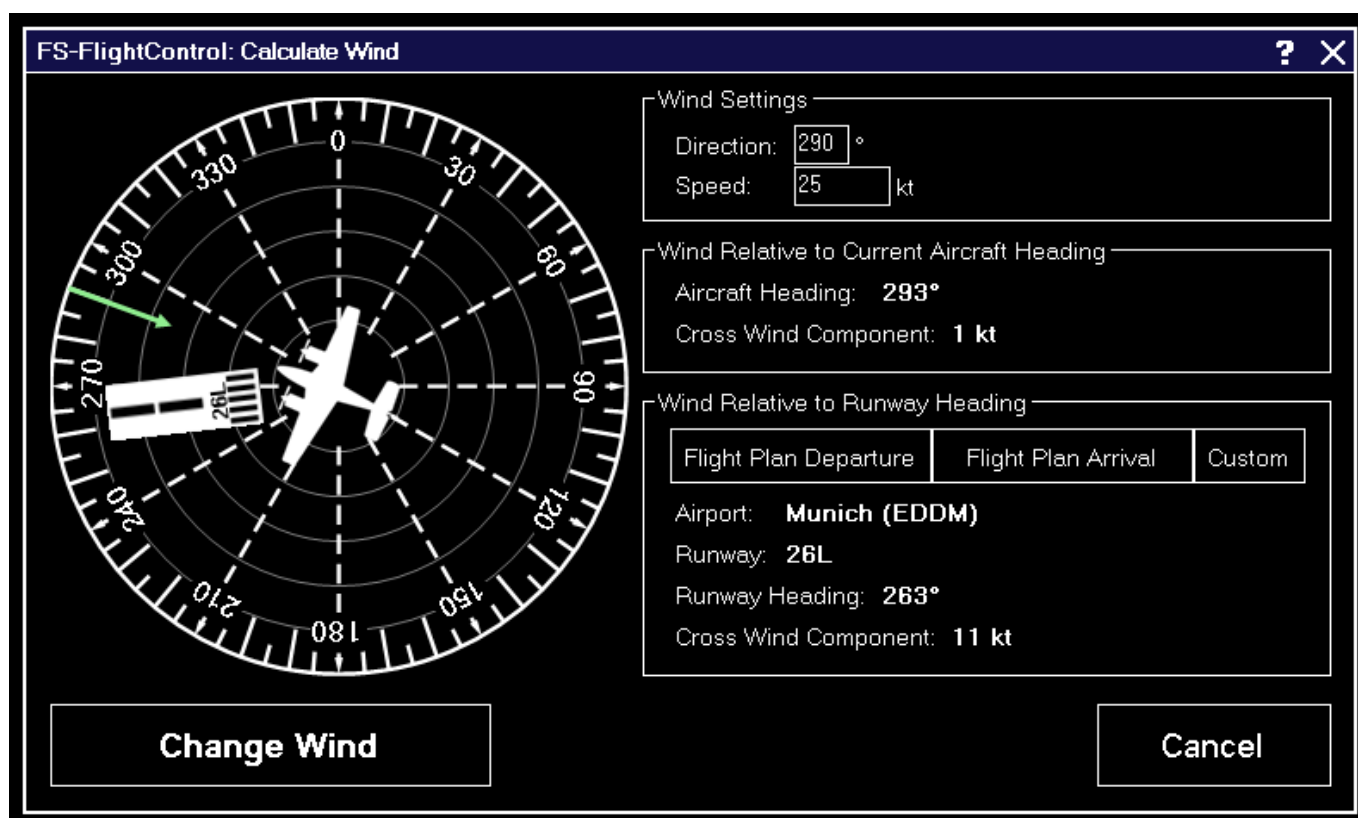 FS-FlightControl: Calculate Wind ? X
0
30
60
90
120
150
180
210
240
270
300
330
26L
Wind Settings
Direction: 290 °
Speed: 25 kt
Wind Relative to Current Aircraft Heading
Aircraft Heading: 293°
Cross Wind Component: 1 kt
Wind Relative to Runway Heading
Flight Plan Departure Flight Plan Arrival Custom
Airport: Munich (EDDM)
Runway: 26L
Runway Heading: 263°
Cross Wind Component: 11 kt
Change Wind Cancel